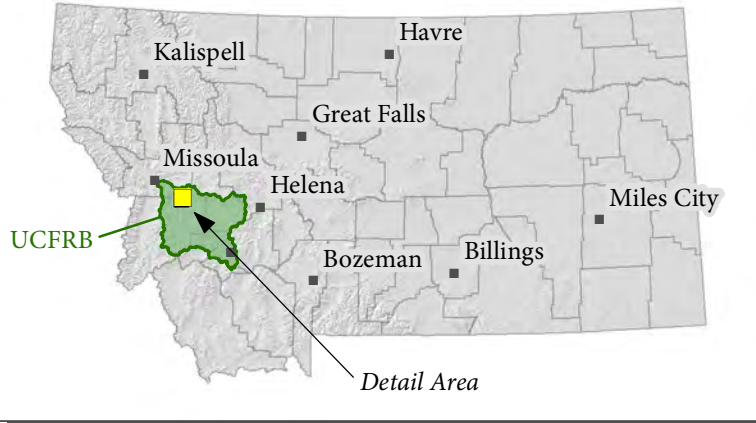 Havre
Kalispell
Great Falls
Missoula
Helena
Miles City
UCFRB
Bozeman
Billings
Detail Area